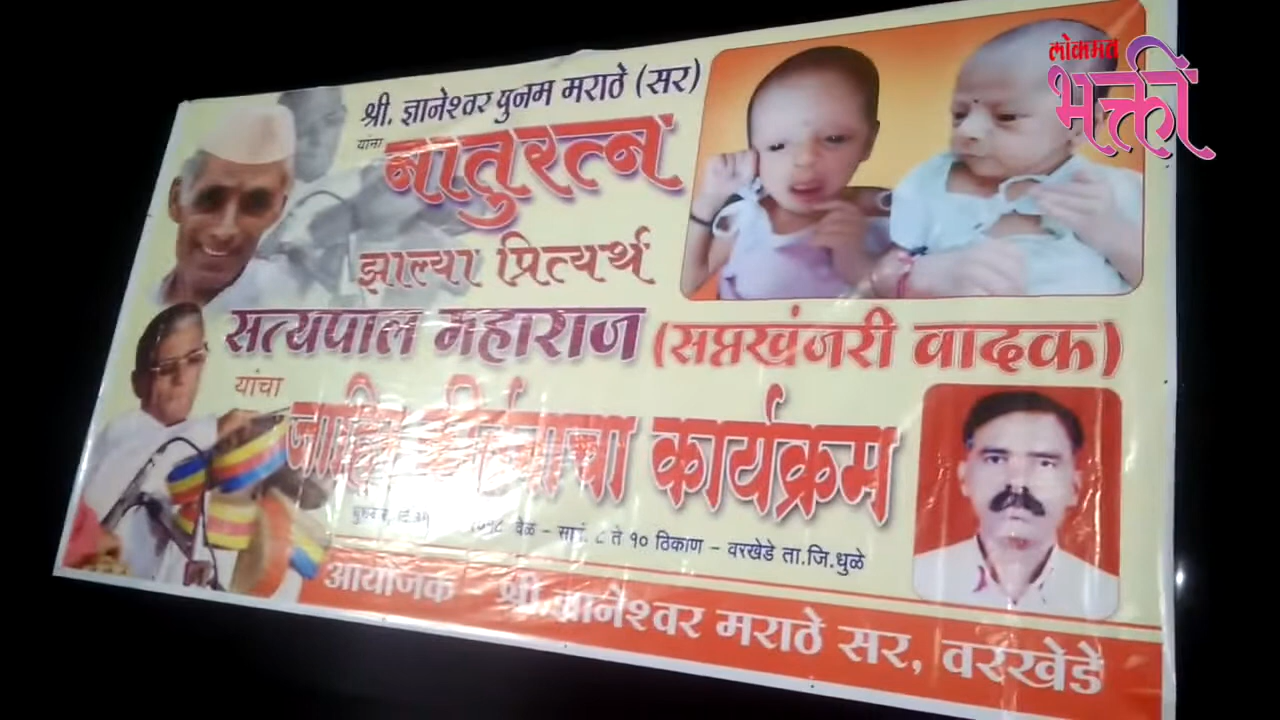 लोकमत
भक्ती
श्री. ज्ञानेश्वर पुनम मराठे (सर)
यांना
नातुरत्न
झाल्या प्रित्यर्थ
सत्यपाल महाराज (सप्तखंजरी वादक)
यांचा
कार्यक्रम
वेळ - सायं. ८ ते १० ठिकाण - वरखेडे ता.जि.धुळे
आयोजक श्री. ज्ञानेश्वर मराठे सर, वरखेडे